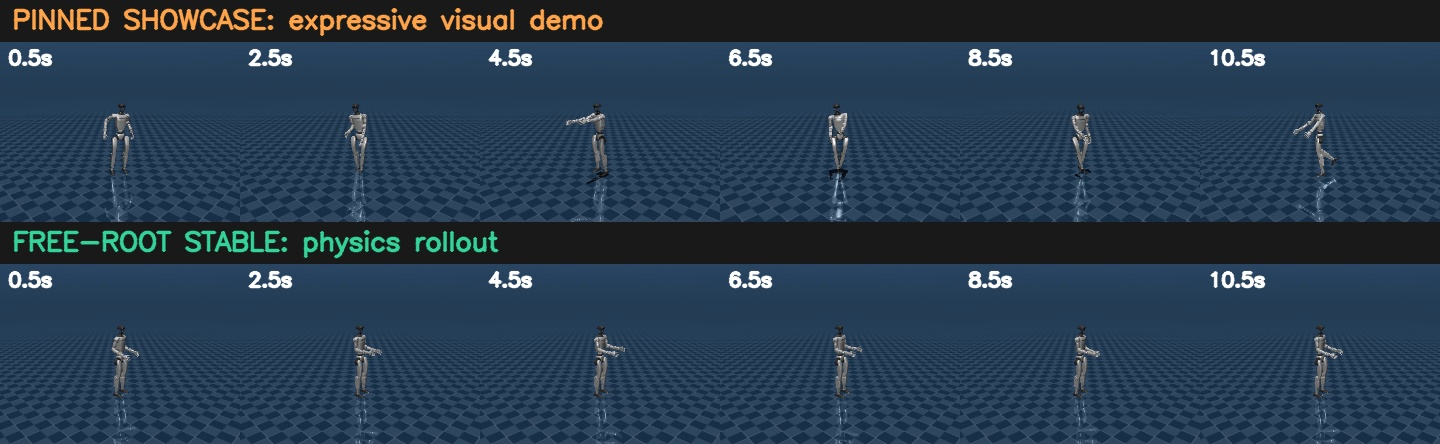 PINNED SHOWCASE: expressive visual demo
0.5s 2.5s 4.5s 6.5s 8.5s 10.5s
FREE-ROOT STABLE: physics rollout
0.5s 2.5s 4.5s 6.5s 8.5s 10.5s